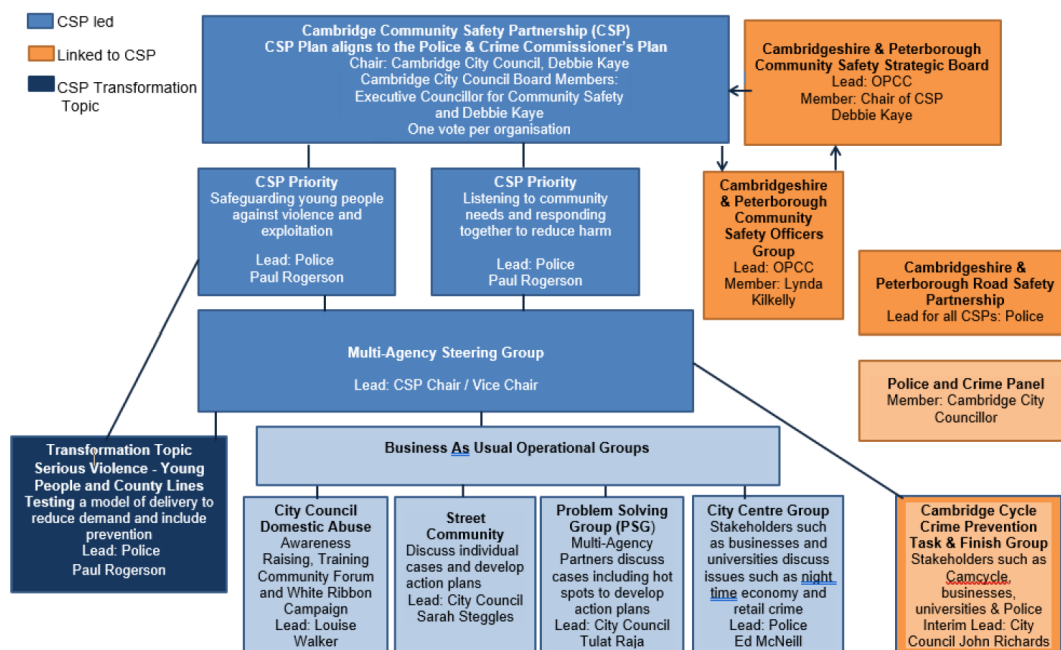 CSP led
Linked to CSP
CSP Transformation
Topic
Cambridge Community Safety Partnership (CSP)
CSP Plan aligns to the Police & Crime Commissioner's Plan
Chair: Cambridge City Council, Debbie Kaye
Cambridge City Council Board Members:
Executive Councillor for Community Safety
and Debbie Kaye
One vote per organisation
Cambridgeshire & Peterborough
Community Safety Strategic Board
Lead: OPCC
Member: Chair of CSP
Debbie Kaye
CSP Priority
Safeguarding young people
against violence and
exploitation
Lead: Police
Paul Rogerson
CSP Priority
Listening to community
needs and responding
together to reduce harm
Lead: Police
Paul Rogerson
Cambridgeshire
& Peterborough
Community
Safety Officers
Group
Lead: OPCC
Member: Lynda
Kilkelly
Cambridgeshire &
Peterborough Road Safety
Partnership
Lead for all CSPs: Police
Multi-Agency Steering Group
Lead: CSP Chair / Vice Chair
Police and Crime Panel
Member: Cambridge City
Councillor
Transformation Topic
Serious Violence - Young
People and County Lines
Testing a model of delivery to
reduce demand and include
prevention
Lead: Police
Paul Rogerson
Business As Usual Operational Groups
City Council
Domestic Abuse
Awareness
Raising, Training
Community Forum
and White Ribbon
Campaign
Lead: Louise
Walker
Street
Community
Discuss individual
cases and develop
action plans
Lead: City Council
Sarah Steggles
Problem Solving
Group (PSG)
Multi-Agency
Partners discuss
cases including hot
spots to develop
action plans
Lead: City Council
Tulat Raja
City Centre Group
Stakeholders such
as businesses and
universities discuss
issues such as night
time economy and
retail crime
Lead: Police
Ed McNeill
Cambridge Cycle
Crime Prevention
Task & Finish Group
Stakeholders such as
Camcycle, businesses,
universities & Police
Interim Lead: City
Council John Richards